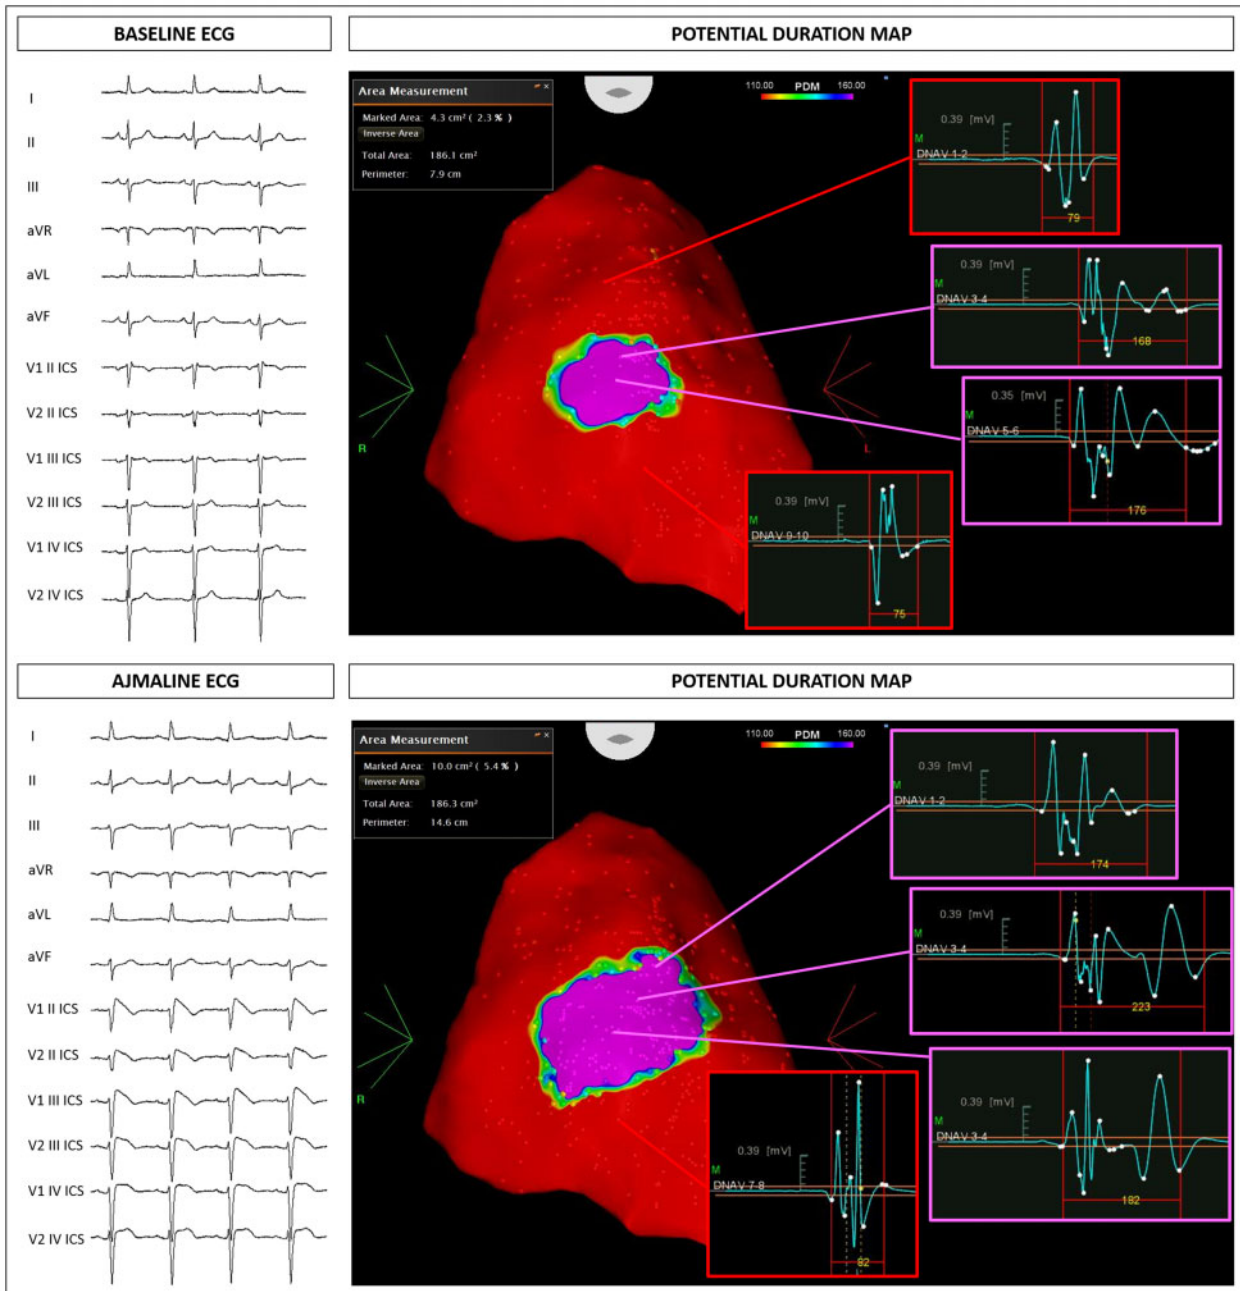 BASELINE ECG
POTENTIAL DURATION MAP
I
II
III
aVR
aVL
aVF
V1 II ICS
V2 II ICS
V1 III ICS
V2 III ICS
V1 IV ICS
V2 IV ICS
Area Measurement
Marked Area: 4.3 cm² ( 2.3 % )
Inverse Area
Total Area: 186.1 cm²
Perimeter: 7.9 cm
110.00 PDM 160.00
R
L
0.39 [mV]
M
DNAV 1-2
79
0.39 [mV]
M
DNAV 3-4
168
0.35 [mV]
M
DNAV 5-6
176
0.39 [mV]
M
DNAV 9-10
75
AJMALINE ECG
POTENTIAL DURATION MAP
I
II
III
aVR
aVL
aVF
V1 II ICS
V2 II ICS
V1 III ICS
V2 III ICS
V1 IV ICS
V2 IV ICS
Area Measurement
Marked Area: 10.0 cm² ( 5.4 % )
Inverse Area
Total Area: 186.3 cm²
Perimeter: 14.6 cm
110.00 PDM 160.00
R
0.39 [mV]
M
DNAV 1-2
174
0.39 [mV]
M
DNAV 3-4
223
0.39 [mV]
M
DNAV 3-4
182
0.39 [mV]
M
DNAV 7-8
82